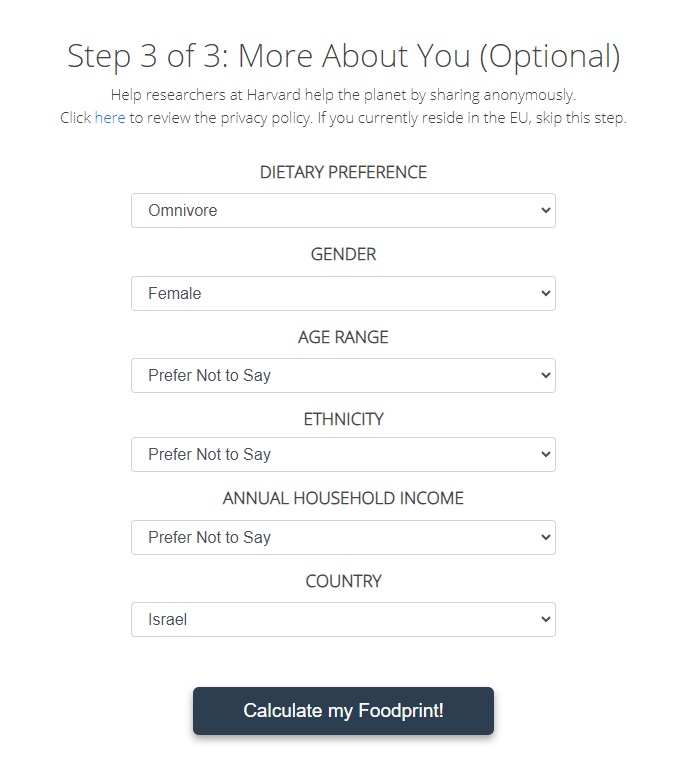 Step 3 of 3: More About You (Optional)
Help researchers at Harvard help the planet by sharing anonymously.
Click here to review the privacy policy. If you currently reside in the EU, skip this step.
DIETARY PREFERENCE
Omnivore
GENDER
Female
AGE RANGE
Prefer Not to Say
ETHNICITY
Prefer Not to Say
ANNUAL HOUSEHOLD INCOME
Prefer Not to Say
COUNTRY
Israel
Calculate my Foodprint!